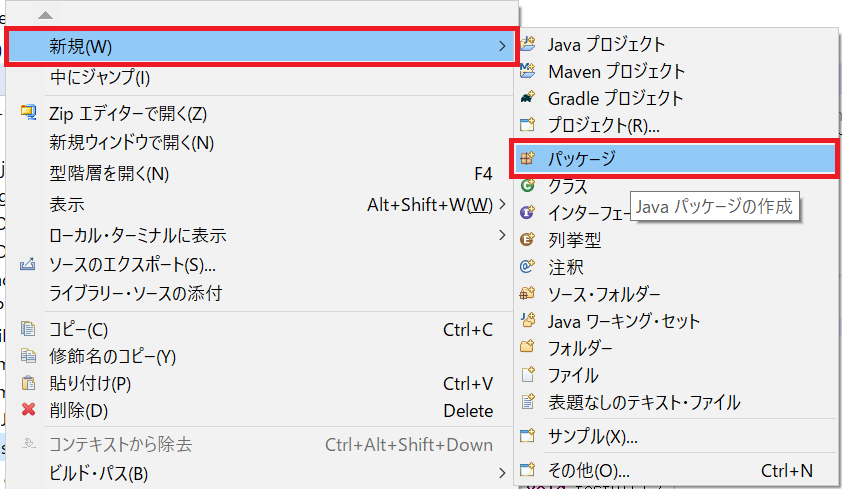 新規(W)
中にジャンプ(I)
Zip エディターで開く(Z)
新規ウィンドウで開く(N)
型階層を開く(N) F4
表示 Alt+Shift+W(W)
ローカル・ターミナルに表示
ソースのエクスポート(S)...
ライブラリー・ソースの添付
コピー(C) Ctrl+C
修飾名のコピー(Y)
貼り付け(P) Ctrl+V
削除(D) Delete
コンテキストから除去 Ctrl+Alt+Shift+Down
ビルド・パス(B)
Java プロジェクト
Maven プロジェクト
Gradle プロジェクト
プロジェクト(R)...
パッケージ
クラス
インターフェー
Java パッケージの作成
列挙型
注釈
ソース・フォルダー
Java ワーキング・セット
フォルダー
ファイル
表題なしのテキスト・ファイル
サンプル(X)...
その他(O)... Ctrl+N